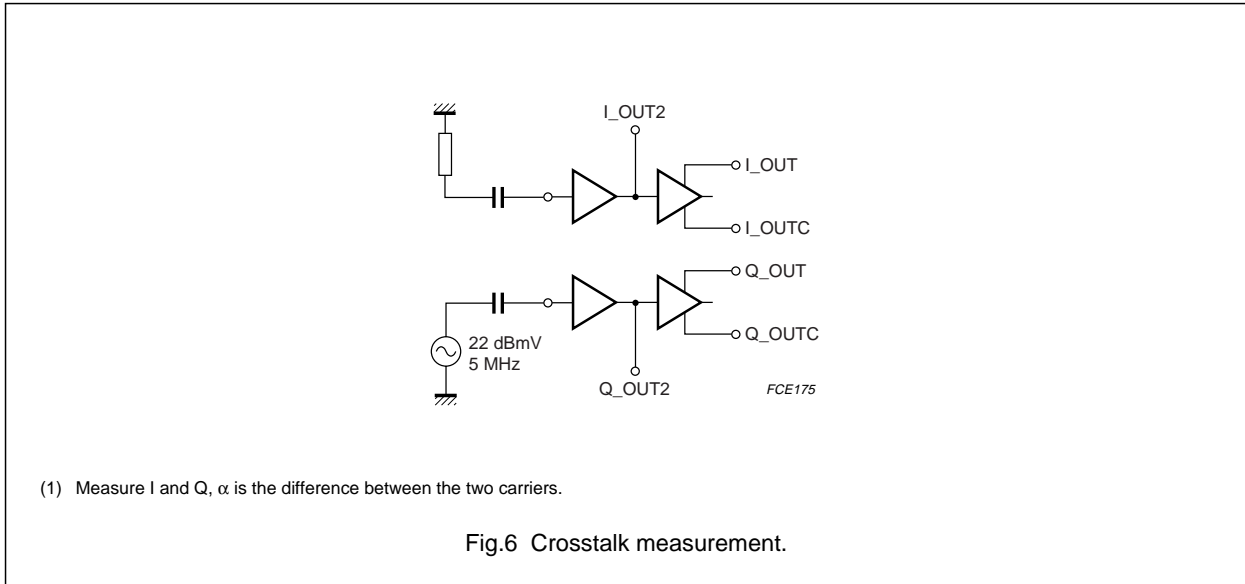 I_OUT2
I_OUT
I_OUTC
Q_OUT
Q_OUTC
22 dBmV
5 MHz
Q_OUT2
FCE175
(1) Measure I and Q, α is the difference between the two carriers.
Fig.6 Crosstalk measurement.